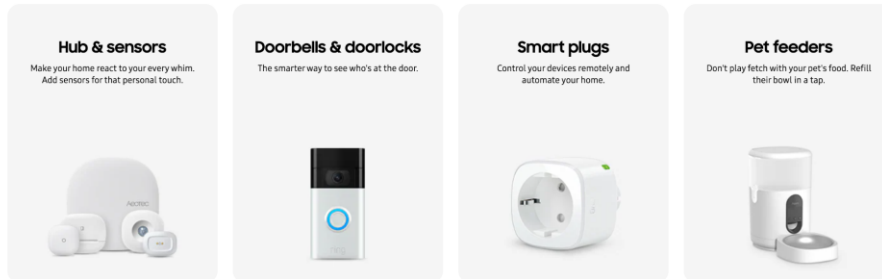 Hub & sensors
Make your home react to your every whim.
Add sensors for that personal touch.
AEOTEC
Doorbells & doorlocks
The smarter way to see who's at the door.
ring
Smart plugs
Control your devices remotely and
automate your home.
Pet feeders
Don't play fetch with your pet's food. Refill
their bowl in a tap.